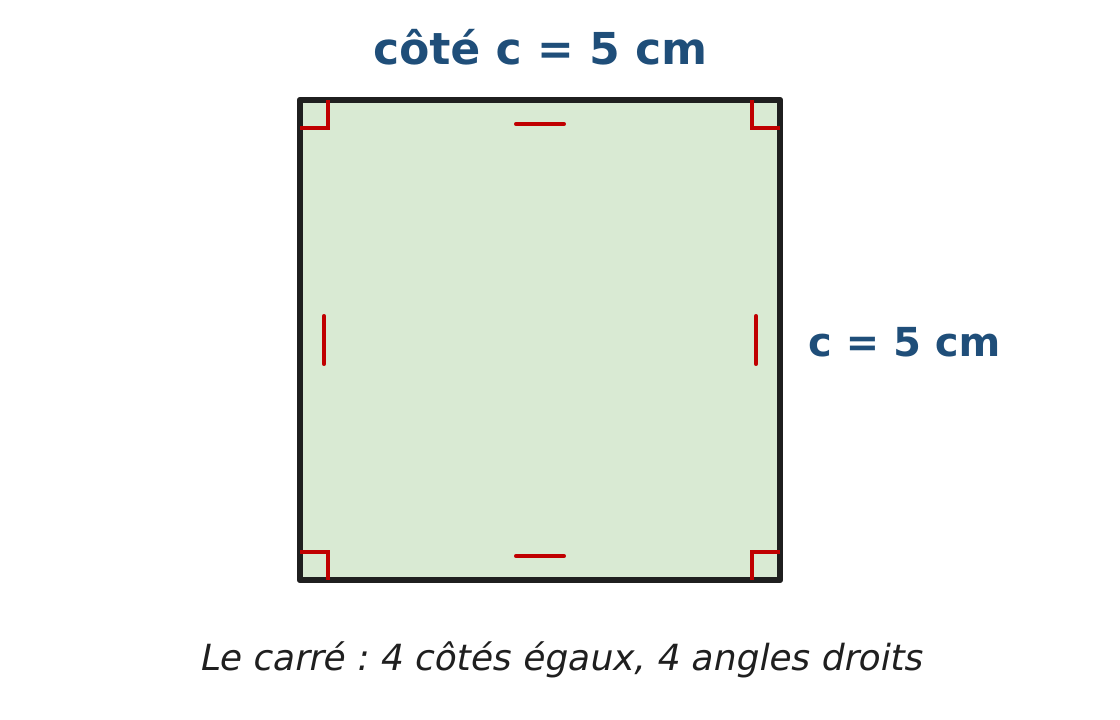 côté c = 5 cm
c = 5 cm
Le carré : 4 côtés égaux, 4 angles droits